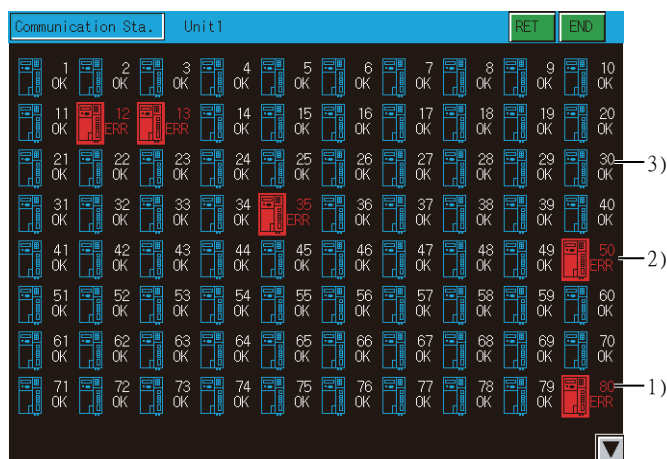 Communication Sta. Unit1 RET END
1 2 3 4 5 6 7 8 9 10
OK OK OK OK OK OK OK OK OK OK
11 12 13 14 15 16 17 18 19 20
OK ERR ERR OK OK OK OK OK OK OK
21 22 23 24 25 26 27 28 29 30
OK OK OK OK OK OK OK OK OK OK
3)
31 32 33 34 35 36 37 38 39 40
OK OK OK OK ERR OK OK OK OK OK
41 42 43 44 45 46 47 48 49 50
OK OK OK OK OK OK OK OK OK ERR
2)
51 52 53 54 55 56 57 58 59 60
OK OK OK OK OK OK OK OK OK OK
61 62 63 64 65 66 67 68 69 70
OK OK OK OK OK OK OK OK OK OK
71 72 73 74 75 76 77 78 79 80
OK OK OK OK OK OK OK OK OK ERR
1)